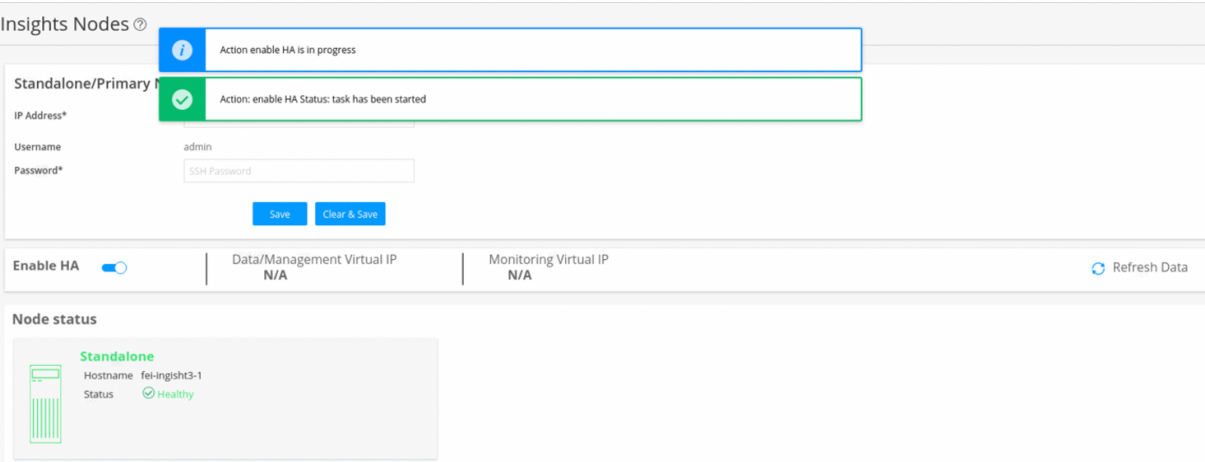 Insights Nodes
Action enable HA is in progress
Standalone/Primary N
Action: enable HA Status: task has been started
IP Address*
Username admin
Password* SSH Password
Save Clear & Save
Enable HA Data/Management Virtual IP Monitoring Virtual IP Refresh Data
N/A N/A
Node status
Standalone
Hostname fei-ingisht3-1
Status Healthy